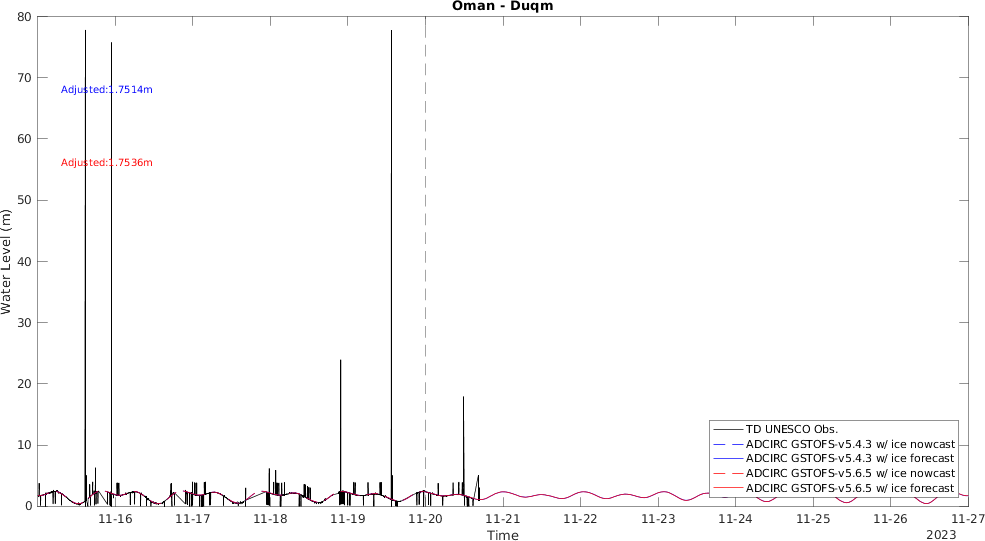 Oman - Duqm
80
70
60
50
40
30
20
10
0
Water Level (m)
Adjusted:1.7514m
Adjusted:1.7536m
TD UNESCO Obs.
ADCIRC GSTOFS-v5.4.3 w/ ice nowcast
ADCIRC GSTOFS-v5.4.3 w/ ice forecast
ADCIRC GSTOFS-v5.6.5 w/ ice nowcast
ADCIRC GSTOFS-v5.6.5 w/ ice forecast
11-16 11-17 11-18 11-19 11-20 11-21 11-22 11-23 11-24 11-25 11-26 11-27
Time
2023